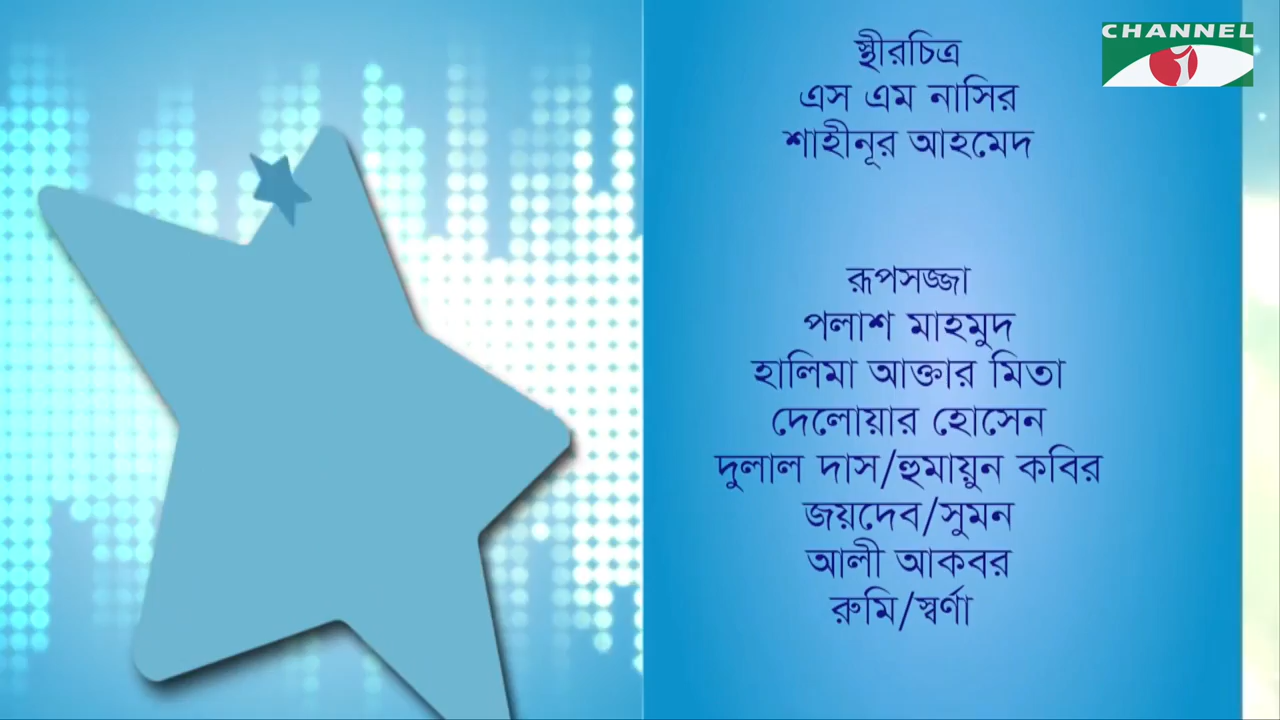 CHANNEL
স্থীরচিত্র
এস এম নাসির
শাহীনূর আহমেদ
রূপসজ্জা
পলাশ মাহমুদ
হালিমা আক্তার মিতা
দেলোয়ার হোসেন
দুলাল দাস/হুমায়ুন কবির
জয়দেব/সুমন
আলী আকবর
রুমি/স্বর্ণা